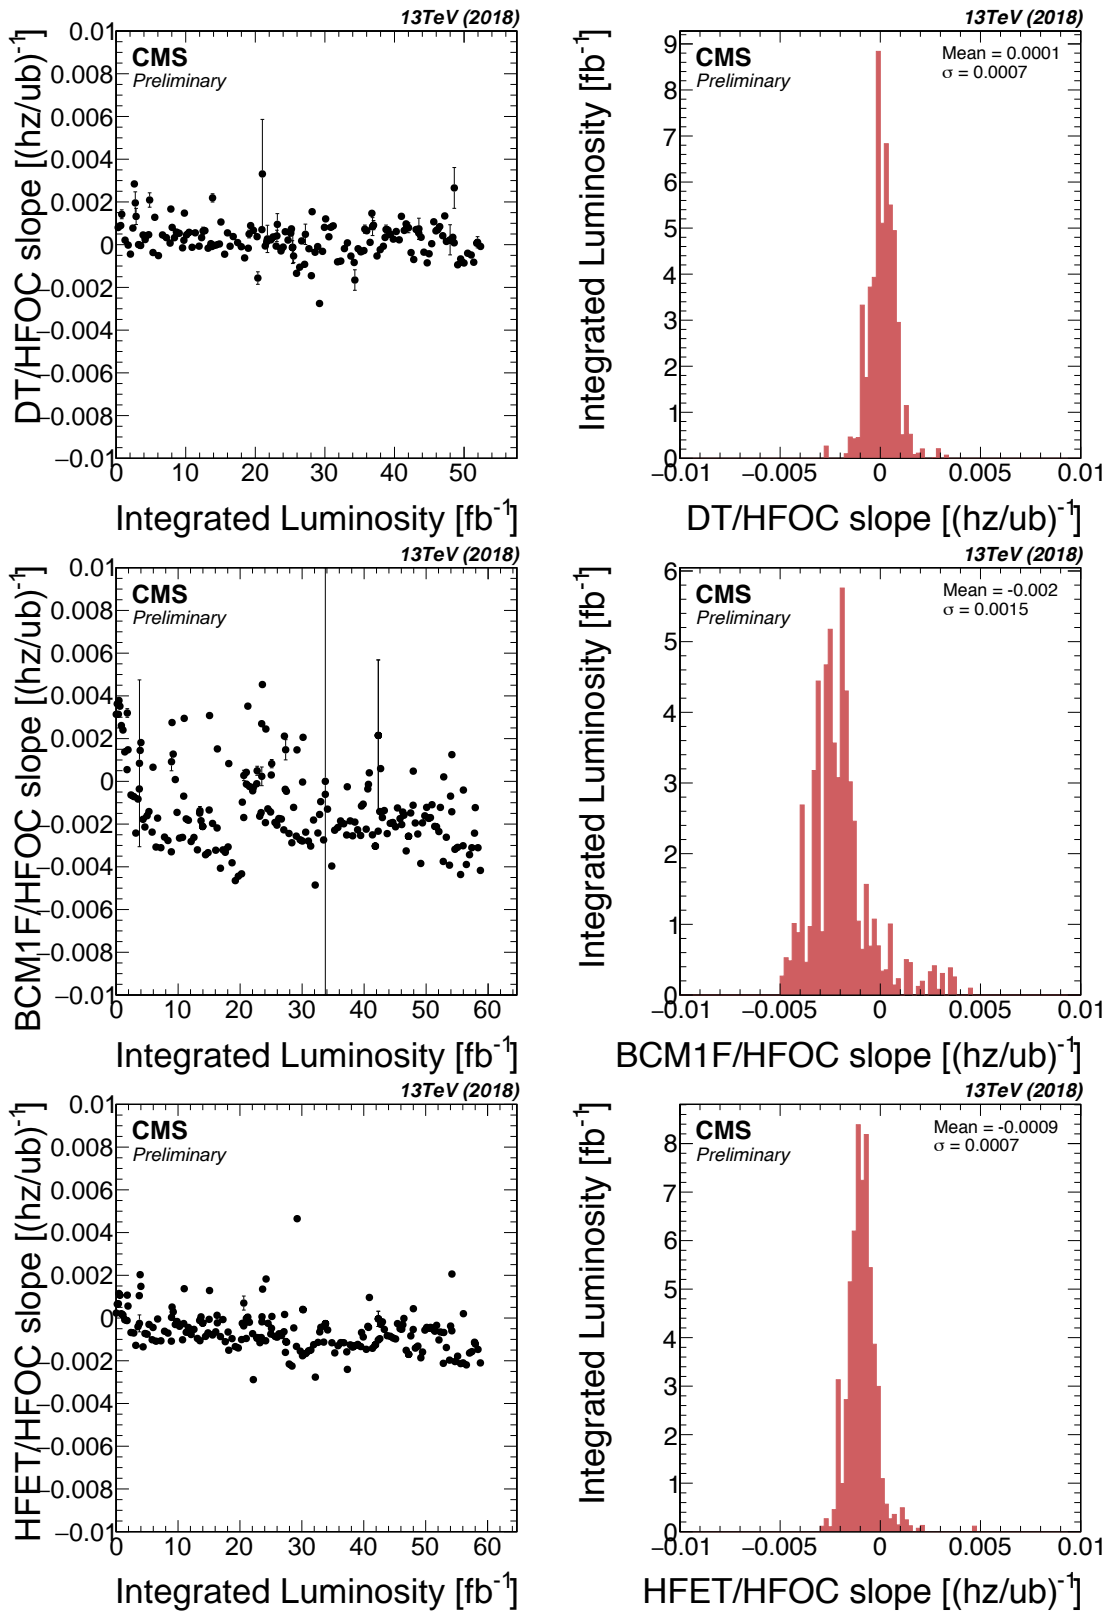 13TeV (2018)
0.01
0.008
0.006
0.004
0.002
0
−0.002
−0.004
−0.006
−0.008
−0.01
CMS
Preliminary
DT/HFOC slope [(hz/ub)⁻¹]
0 10 20 30 40 50
Integrated Luminosity [fb⁻¹]
13TeV (2018)
9
8
7
6
5
4
3
2
1
0
CMS
Preliminary
Mean = 0.0001
σ = 0.0007
Integrated Luminosity [fb⁻¹]
−0.01 −0.005 0 0.005 0.01
DT/HFOC slope [(hz/ub)⁻¹]
13TeV (2018)
0.01
0.008
0.006
0.004
0.002
0
−0.002
−0.004
−0.006
−0.008
−0.01
CMS
Preliminary
BCM1F/HFOC slope [(hz/ub)⁻¹]
0 10 20 30 40 50 60
Integrated Luminosity [fb⁻¹]
13TeV (2018)
6
5
4
3
2
1
0
CMS
Preliminary
Mean = -0.002
σ = 0.0015
Integrated Luminosity [fb⁻¹]
−0.01 −0.005 0 0.005 0.01
BCM1F/HFOC slope [(hz/ub)⁻¹]
13TeV (2018)
0.01
0.008
0.006
0.004
0.002
0
−0.002
−0.004
−0.006
−0.008
−0.01
CMS
Preliminary
HFET/HFOC slope [(hz/ub)⁻¹]
0 10 20 30 40 50 60
Integrated Luminosity [fb⁻¹]
13TeV (2018)
8
7
6
5
4
3
2
1
0
CMS
Preliminary
Mean = -0.0009
σ = 0.0007
Integrated Luminosity [fb⁻¹]
−0.01 −0.005 0 0.005 0.01
HFET/HFOC slope [(hz/ub)⁻¹]